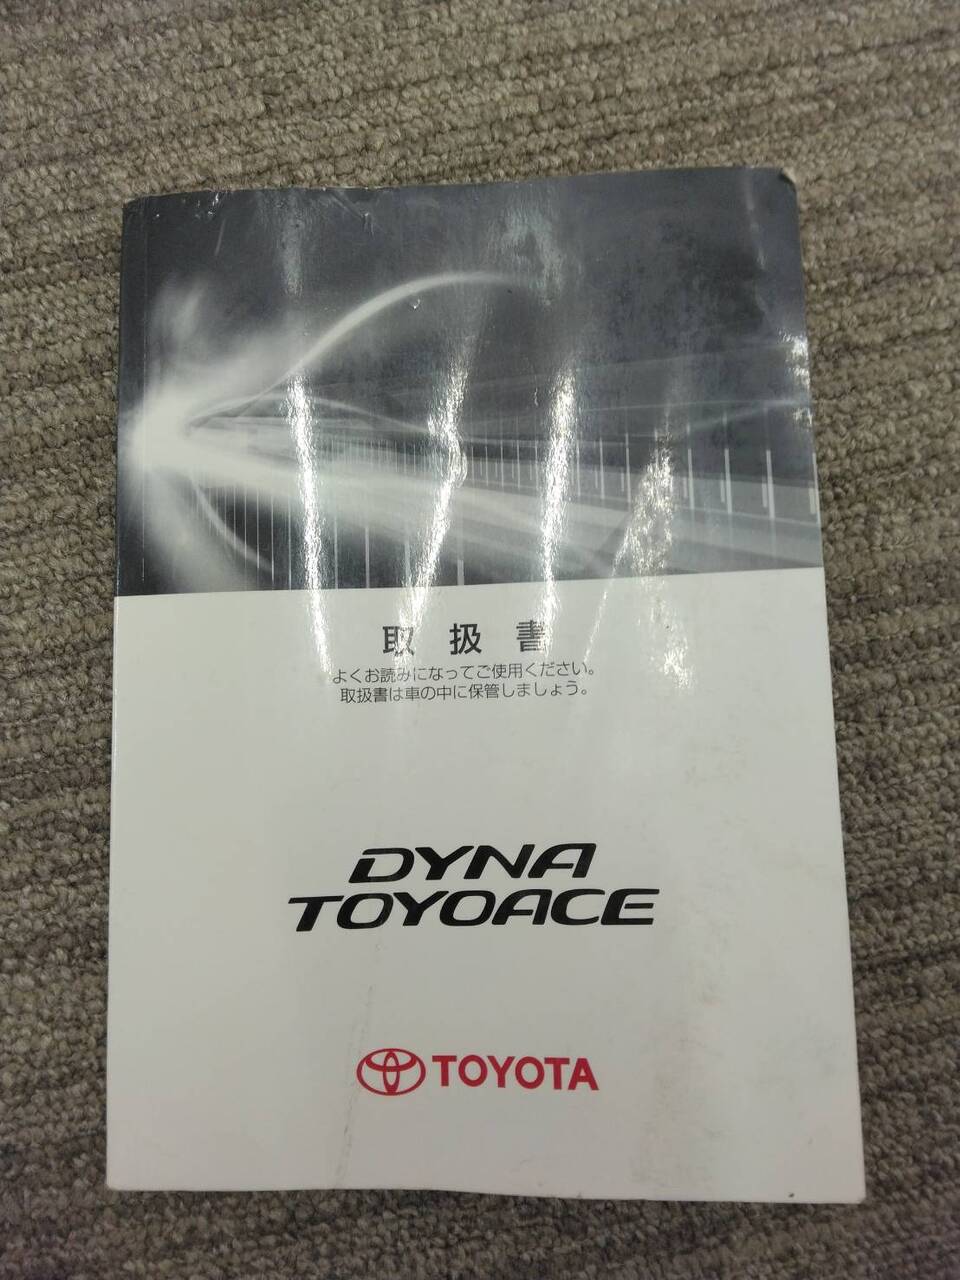 取扱書
よくお読みになってご使用ください。
取扱書は車の中に保管しましょう。
DYNA
TOYOACE
TOYOTA